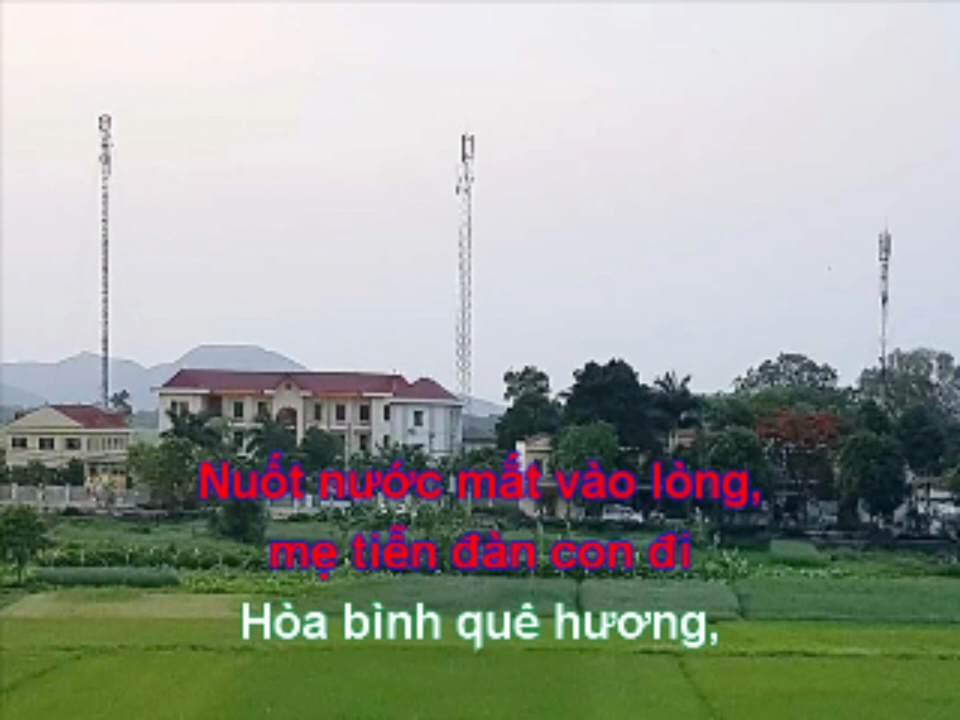 Nuốt nước mắt vào lòng,
mẹ tiễn đàn con đi
Hòa bình quê hương,